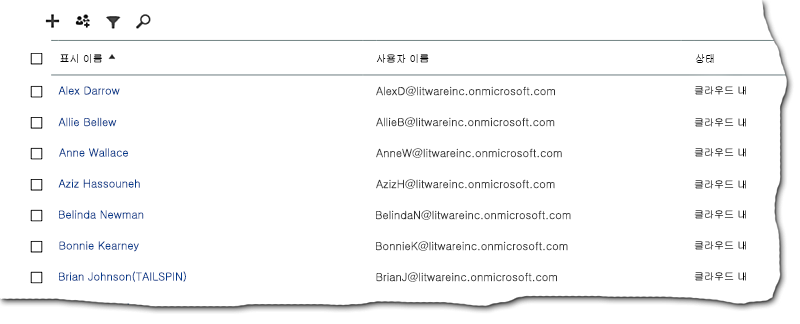 표시 이름 사용자 이름 상태
Alex Darrow AlexD@litwareinc.onmicrosoft.com 클라우드 내
Allie Bellew AllieB@litwareinc.onmicrosoft.com 클라우드 내
Anne Wallace AnneW@litwareinc.onmicrosoft.com 클라우드 내
Aziz Hassouneh AzizH@litwareinc.onmicrosoft.com 클라우드 내
Belinda Newman BelindaN@litwareinc.onmicrosoft.com 클라우드 내
Bonnie Kearney BonnieK@litwareinc.onmicrosoft.com 클라우드 내
Brian Johnson(TAILSPIN) BrianJ@litwareinc.onmicrosoft.com 클라우드 내